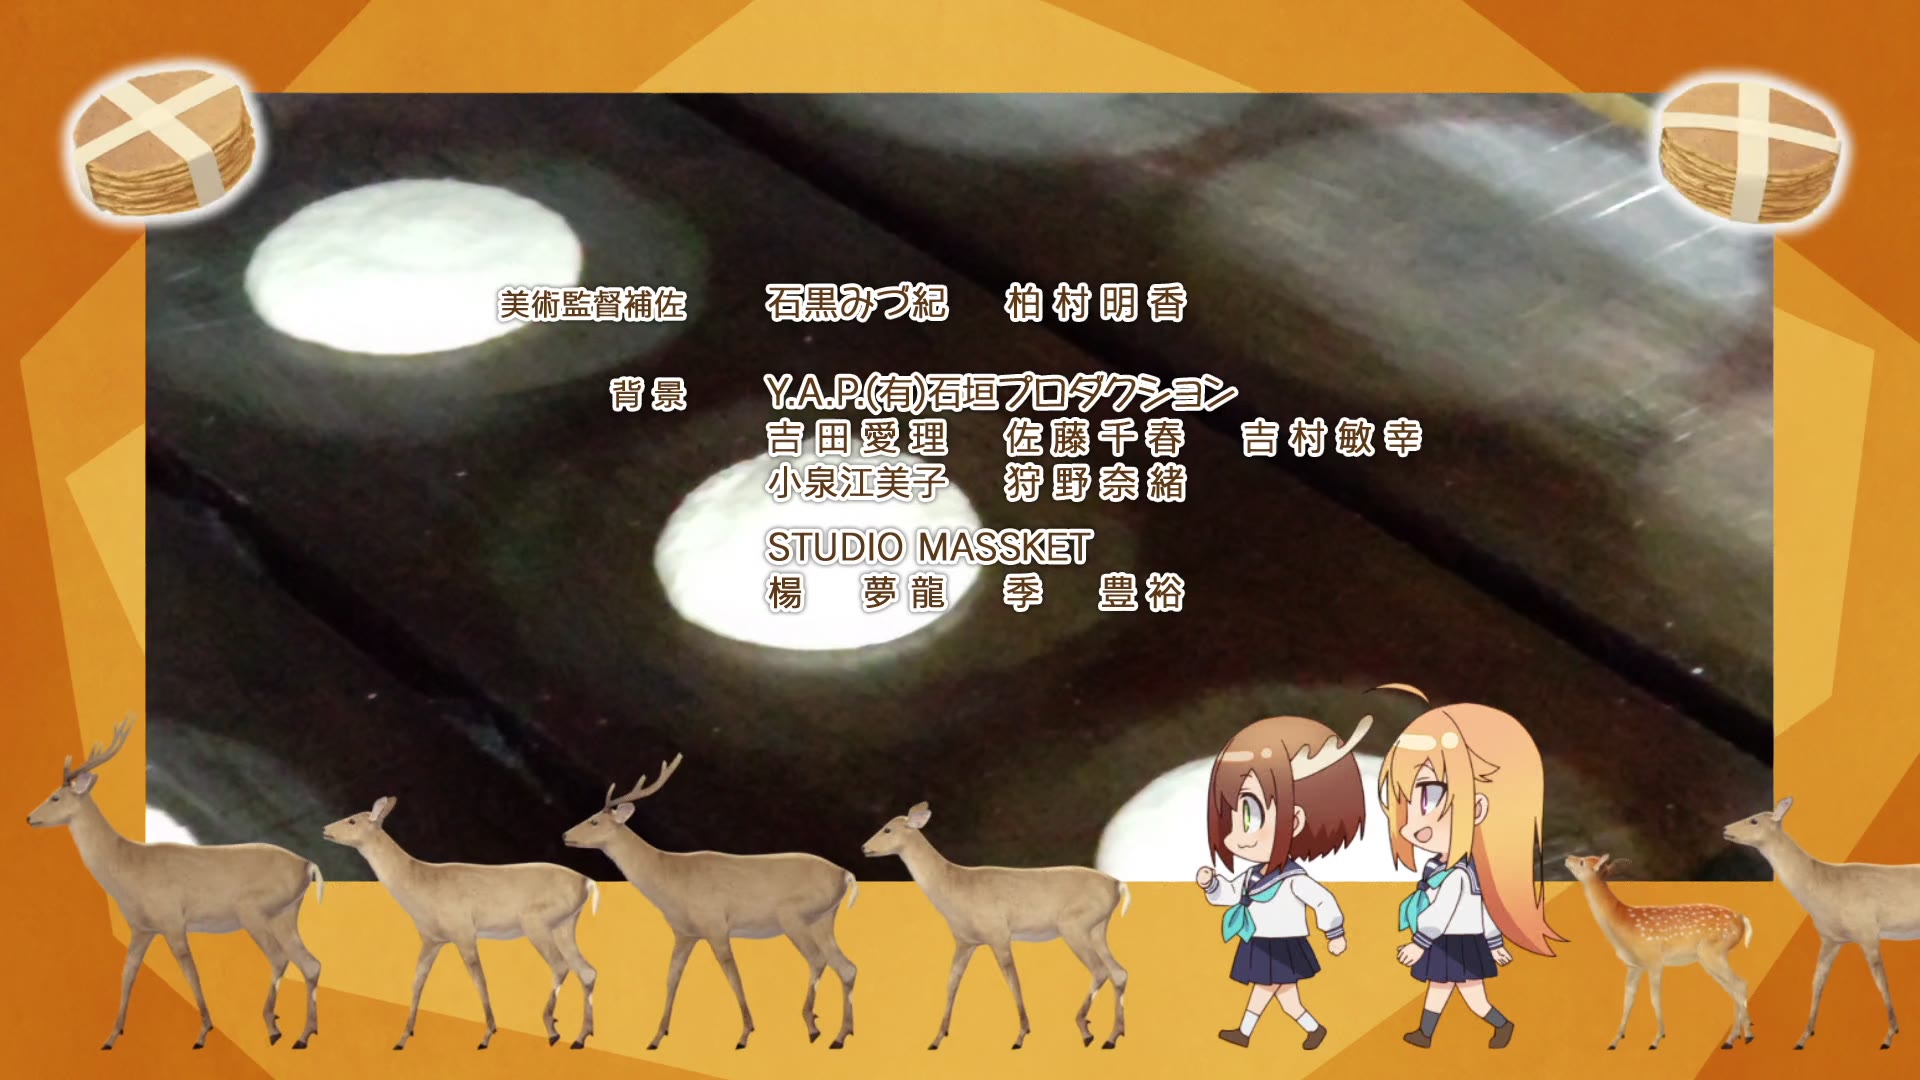 美術監督補佐 石黒みづ紀 柏村明香
背景 Y.A.P.(有)石垣プロダクション
吉田愛理 佐藤千春 吉村敏幸
小泉江美子 狩野奈緒
STUDIO MASSKET
楊 夢龍 季 豊裕